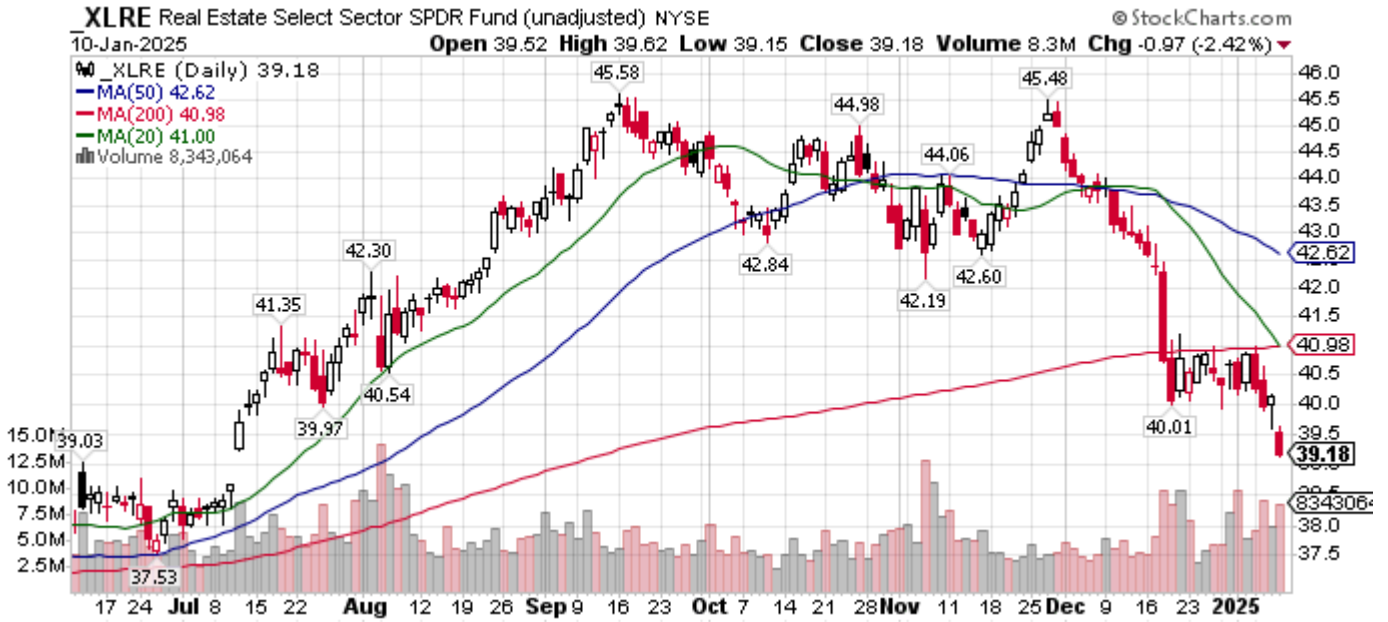 _XLRE Real Estate Select Sector SPDR Fund (unadjusted) NYSE
© StockCharts.com
10-Jan-2025
Open 39.52 High 39.62 Low 39.15 Close 39.18 Volume 8.3M Chg -0.97 (-2.42%)
_XLRE (Daily) 39.18
MA(50) 42.62
MA(200) 40.98
MA(20) 41.00
Volume 8,343,064
45.58
45.48
44.98
44.06
42.30
42.84
42.60
42.19
41.35
40.54
39.97
40.01
39.03
37.53
46.0
45.5
45.0
44.5
44.0
43.5
43.0
42.62
42.0
41.5
40.98
40.5
40.0
39.5
39.18
8343064
38.0
37.5
15.0M
12.5M
10.0M
7.5M
5.0M
2.5M
17 24 Jul 8 15 22 Aug 12 19 26 Sep 9 16 23 Oct 7 14 21 28 Nov 11 18 25 Dec 9 16 23 2025